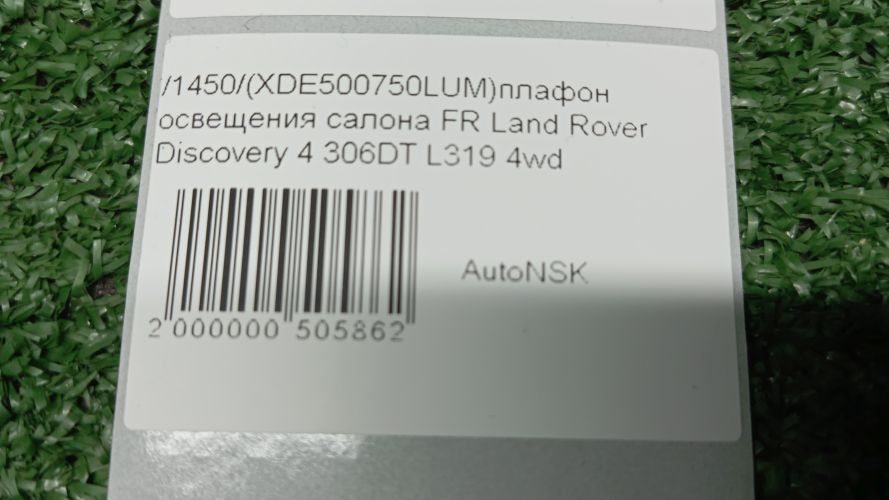 /1450/(XDE500750LUM)плафон
освещения салона FR Land Rover
Discovery 4 306DT L319 4wd
AutoNSK
2 000000 505862